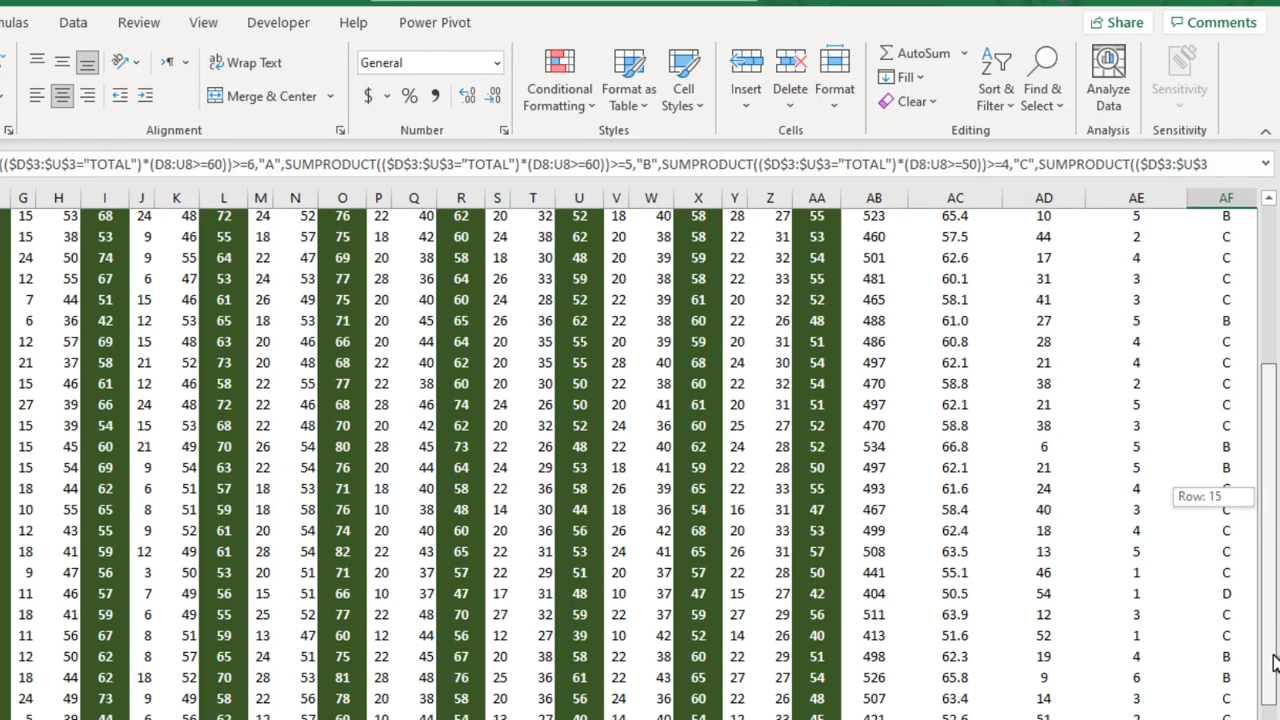 mulas Data Review View Developer Help Power Pivot Share Comments
Wrap Text General AutoSum
Merge & Center $ % , Conditional Formatting Format as Table Cell Styles Insert Delete Format Fill Clear Sort & Filter Find & Select Analyze Data Sensitivity
Alignment Number Styles Cells Editing Analysis Sensitivity
(($D$3:$U$3="TOTAL")*(D8:U8>=60))>=6,"A",SUMPRODUCT(($D$3:$U$3="TOTAL")*(D8:U8>=60))>=5,"B",SUMPRODUCT(($D$3:$U$3="TOTAL")*(D8:U8>=50))>=4,"C",SUMPRODUCT(($D$3:$U$3
G H I J K L M N O P Q R S T U V W X Y Z AA AB AC AD AE AF
15 53 68 24 48 72 24 52 76 22 40 62 20 32 52 18 40 58 28 27 55 523 65.4 10 5 B
15 38 53 9 46 55 18 57 75 18 42 60 24 38 62 20 38 58 22 31 53 460 57.5 44 2 C
24 50 74 9 55 64 22 47 69 20 38 58 18 30 48 20 39 59 22 32 54 501 62.6 17 4 C
12 55 67 6 47 53 24 53 77 28 36 64 26 33 59 20 38 58 22 33 55 481 60.1 31 3 C
7 44 51 15 46 61 26 49 75 20 40 60 24 28 52 22 39 61 20 32 52 465 58.1 41 3 C
6 36 42 12 53 65 18 53 71 20 45 65 26 36 62 22 38 60 22 26 48 488 61.0 27 5 B
12 57 69 15 48 63 20 46 66 20 44 64 20 35 55 20 39 59 20 31 51 486 60.8 28 4 C
21 37 58 21 52 73 20 48 68 22 40 62 20 35 55 28 40 68 24 30 54 497 62.1 21 4 C
15 46 61 12 46 58 22 55 77 22 38 60 20 30 50 22 38 60 22 32 54 470 58.8 38 2 C
27 39 66 24 48 72 22 46 68 28 46 74 24 26 50 20 41 61 20 31 51 497 62.1 21 5 C
15 39 54 15 53 68 22 48 70 20 42 62 20 32 52 24 36 60 25 27 52 470 58.8 38 3 C
15 45 60 21 49 70 26 54 80 28 45 73 22 26 48 22 40 62 24 28 52 534 66.8 6 5 B
15 54 69 9 54 63 22 54 76 20 44 64 24 29 53 18 41 59 22 28 50 497 62.1 21 5 B
18 44 62 6 51 57 18 53 71 18 40 58 22 36 58 26 39 65 22 33 55 493 61.6 24 4 Row: 15
10 55 65 8 51 59 18 58 76 10 38 48 14 30 44 18 36 54 16 31 47 467 58.4 40 3 C
12 43 55 9 52 61 20 54 74 20 40 60 20 36 56 26 42 68 20 33 53 499 62.4 18 4 C
18 41 59 12 49 61 28 54 82 22 43 65 22 31 53 24 41 65 26 31 57 508 63.5 13 5 C
9 47 56 3 50 53 20 51 71 20 37 57 22 29 51 20 37 57 22 28 50 441 55.1 46 1 C
11 46 57 7 49 56 15 51 66 10 37 47 17 31 48 10 37 47 15 27 42 404 50.5 54 1 D
18 41 59 6 49 55 25 52 77 22 48 70 27 32 59 22 37 59 27 29 56 511 63.9 12 3 C
11 56 67 8 51 59 13 47 60 12 44 56 12 27 39 10 42 52 14 26 40 413 51.6 52 3 C
12 50 62 8 57 65 24 51 75 22 45 67 20 38 58 22 38 60 22 29 51 498 62.3 19 4 B
18 44 62 18 52 70 28 53 81 28 48 76 25 36 61 22 43 65 27 27 54 526 65.8 9 6 B
24 49 73 9 49 58 22 56 78 20 38 58 20 36 56 24 36 60 22 26 48 507 63.4 14 3 C